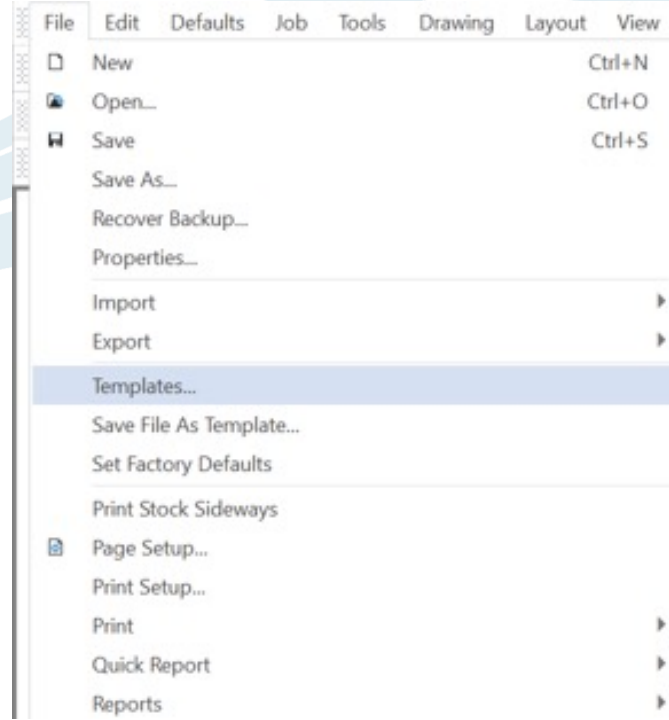 File Edit Defaults Job Tools Drawing Layout View
New Ctrl+N
Open... Ctrl+O
Save Ctrl+S
Save As...
Recover Backup...
Properties...
Import
Export
Templates...
Save File As Template...
Set Factory Defaults
Print Stock Sideways
Page Setup...
Print Setup...
Print
Quick Report
Reports